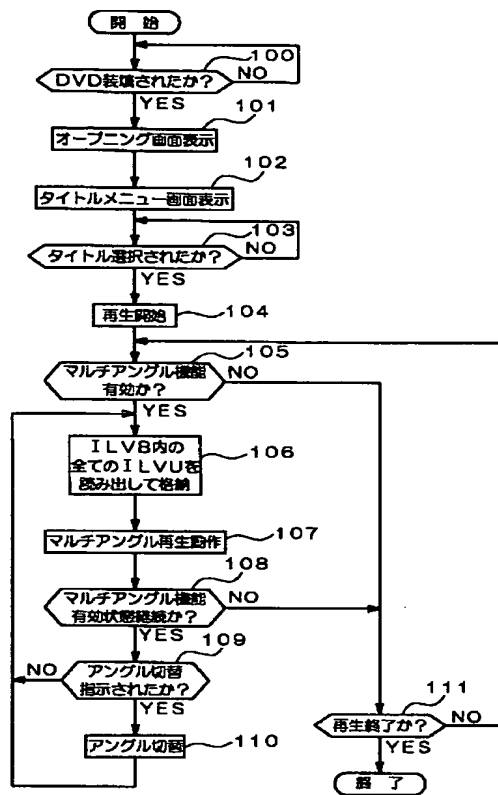 開 始
100
DVD装填されたか?
NO
YES
101
オープニング画面表示
102
タイトルメニュー画面表示
103
タイトル選択されたか?
NO
YES
104
再生開始
105
マルチアングル機能
有効か?
NO
YES
ILVB内の
全てのILVUを
読み出して格納
106
マルチアングル再生動作
107
108
マルチアングル機能
有効状態継続か?
NO
YES
109
NO
アングル切替
指示されたか?
YES
アングル切替
110
111
再生終了か?
NO
YES
終 了